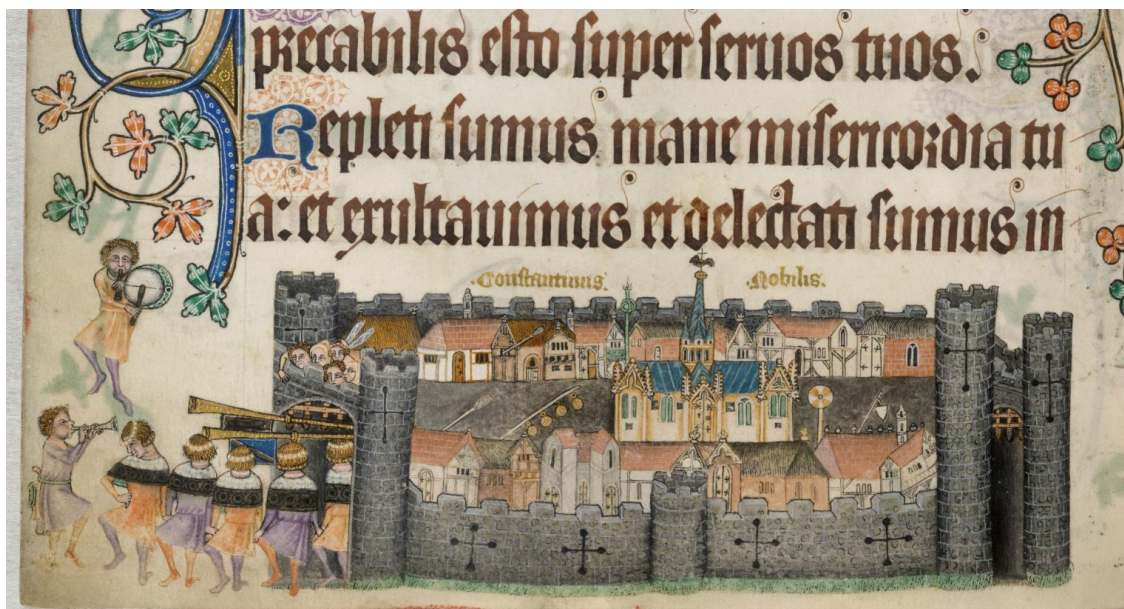 precabilis esto super seruos tuos.
Repleti sumus mane misericordia tu
a: et exultauimus et delectati sumus in
.Constantinus. .Nobilis.